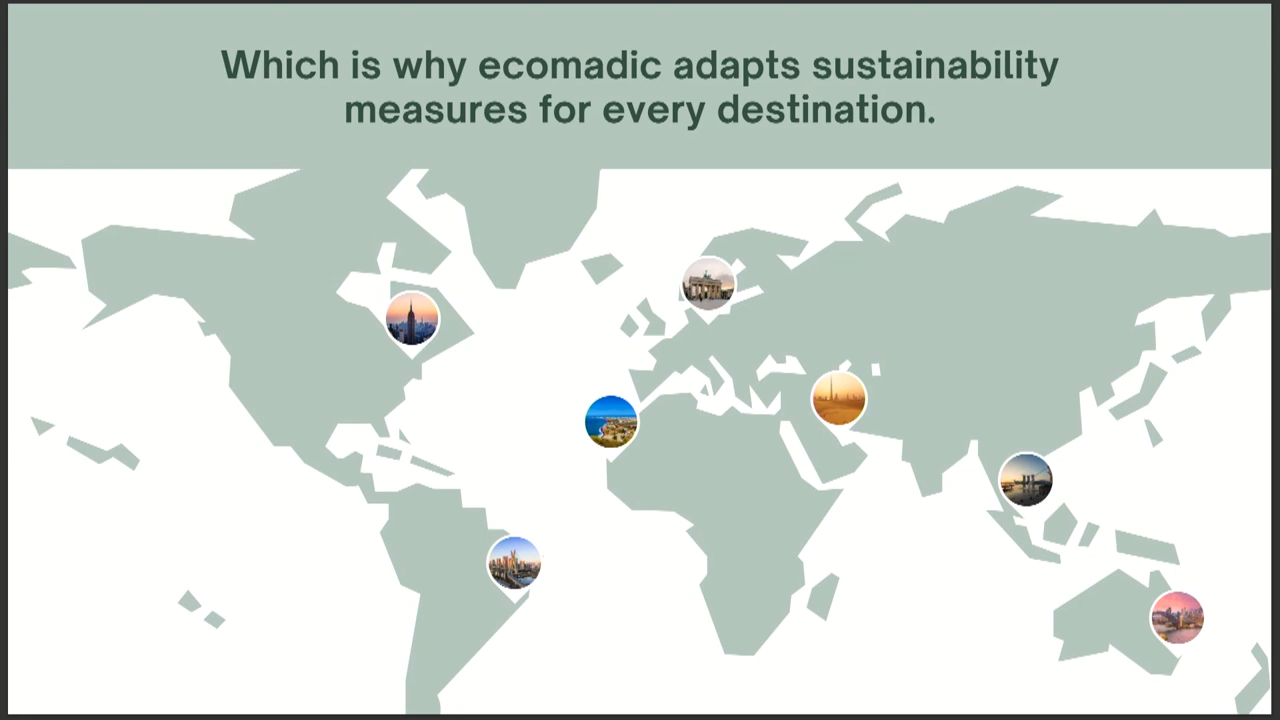 Which is why ecomadic adapts sustainability
measures for every destination.